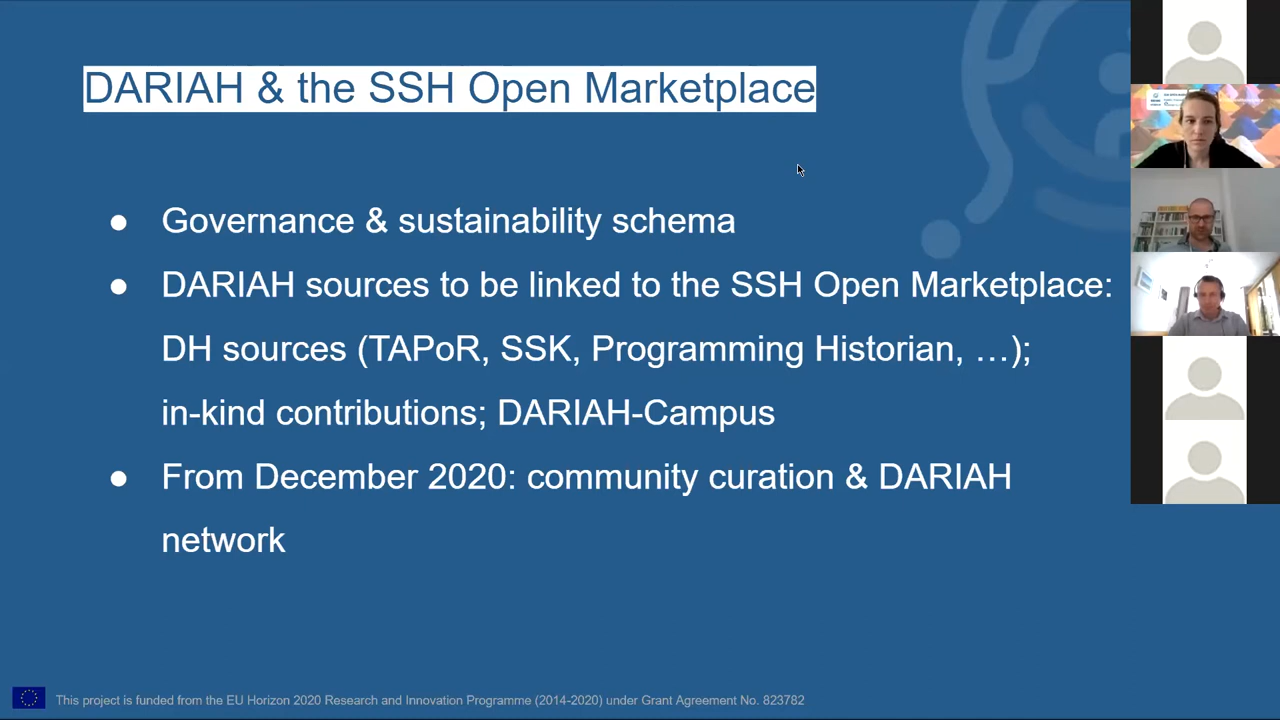 DARIAH & the SSH Open Marketplace
● Governance & sustainability schema
● DARIAH sources to be linked to the SSH Open Marketplace:
DH sources (TAPoR, SSK, Programming Historian, …);
in-kind contributions; DARIAH-Campus
● From December 2020: community curation & DARIAH
network
This project is funded from the EU Horizon 2020 Research and Innovation Programme (2014-2020) under Grant Agreement No. 823782